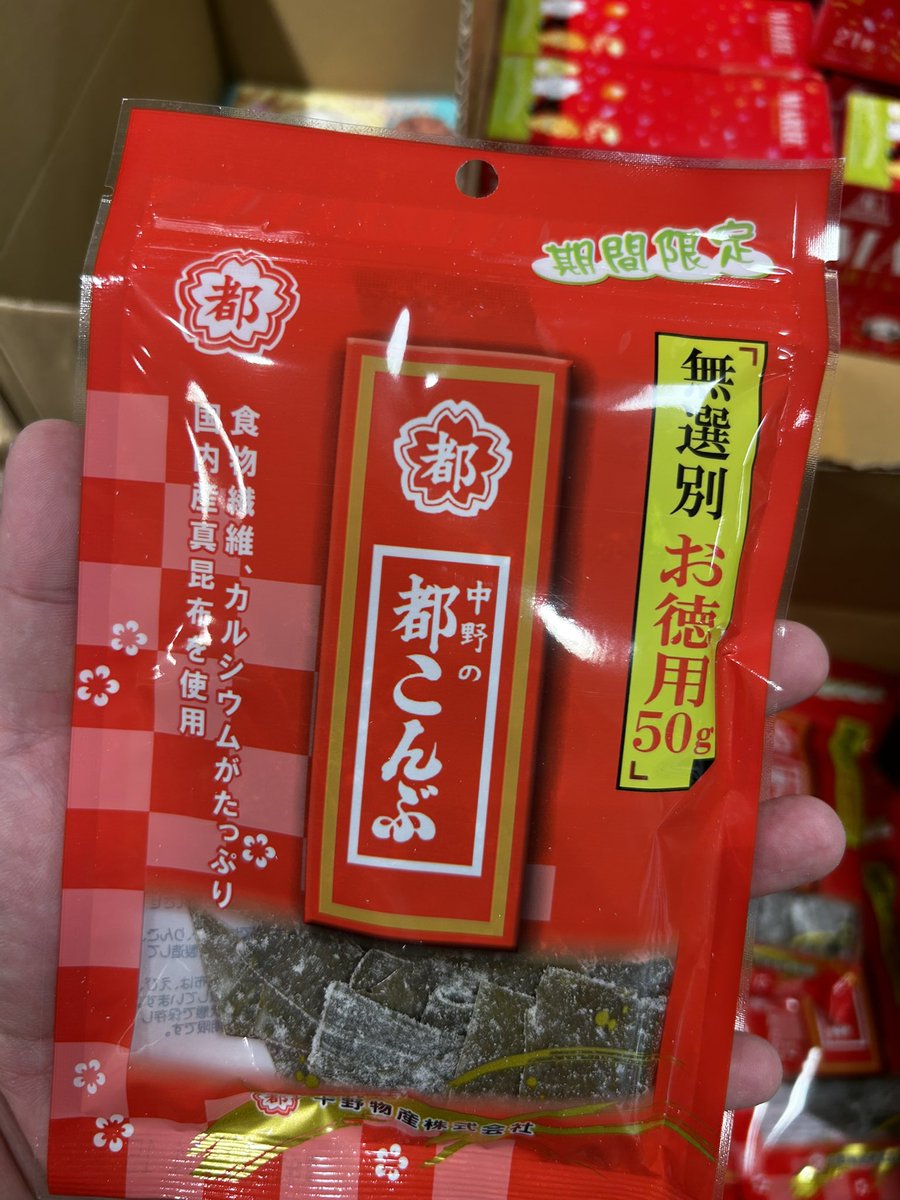 期間限定
都
「無選別 お徳用 50g」
都
中野の
都こんぶ
食物繊維、カルシウムがたっぷり
国内産真昆布を使用
都 中野物産株式会社